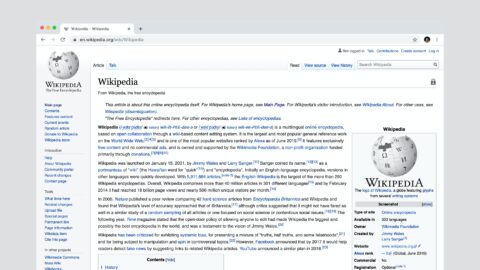 Wikipedia - Wikipedia
en.wikipedia.org/wiki/Wikipedia
Not logged in Talk Contributions Create account Log in
WIKIPEDIA
The Free Encyclopedia
Article Talk
Read View source View history
Search Wikipedia
Wikipedia
From Wikipedia, the free encyclopedia
This article is about the online encyclopedia itself. For Wikipedia's home page, see Main Page. For Wikipedia's visitor introduction, see Wikipedia:About. For other uses, see
Wikipedia (disambiguation).
"The Free Encyclopedia" redirects here. For other encyclopedias, see Lists of encyclopedias.
Wikipedia is a multilingual online encyclopedia,
based on open collaboration through a wiki-based content editing system. It is the largest and most popular general reference work
on the World Wide Web, and is one of the most popular websites ranked by Alexa as of June 2019. It features exclusively
free content and no commercial ads, and is owned and supported by the Wikimedia Foundation, a non-profit organization funded
primarily through donations.
Wikipedia was launched on January 15, 2001, by Jimmy Wales and Larry Sanger. Sanger coined its name, as a
portmanteau of "wiki" (the Hawai'ian word for "quick") and "encyclopedia". Initially an English-language encyclopedia, versions in
other languages were quickly developed. With articles, the English Wikipedia is the largest of the more than 290
Wikipedia encyclopedias. Overall, Wikipedia comprises more than 40 million articles in 301 different languages and by February
2014 it had reached 18 billion page views and nearly 500 million unique visitors per month.
In 2005, Nature published a peer review comparing 42 hard science articles from Encyclopædia Britannica and Wikipedia and
found that Wikipedia's level of accuracy approached that of Britannica, although critics suggested that it might not have fared so
well in a similar study of a random sampling of all articles or one focused on social science or contentious social issues. The
following year, Time magazine stated that the open-door policy of allowing anyone to edit had made Wikipedia the biggest and
possibly the best encyclopedia in the world, and was a testament to the vision of Jimmy Wales.
Wikipedia has been criticized for exhibiting systemic bias, for presenting a mixture of "truths, half truths, and some falsehoods",
and for being subject to manipulation and spin in controversial topics. However, Facebook announced that by 2017 it would help
readers detect fake news by suggesting links to related Wikipedia articles. YouTube announced a similar plan in 2018.
Contents [hide]
1 History
Main page
Contents
Featured content
Current events
Random article
Donate to Wikipedia
Wikipedia store
Interaction
Help
About Wikipedia
Community portal
Recent changes
Contact page
Tools
What links here
Related changes
Upload file
Special pages
Permanent link
Page information
Wikidata item
Cite this page
Wikipedia
WIKIPEDIA
The logo of Wikipedia, a globe featuring glyphs
from several writing systems
Screenshot [show]
Type of site Online encyclopedia
Available in 303 languages
Owner Wikimedia Foundation
Created by Jimmy Wales
Larry Sanger
Website www.wikipedia.org
Alexa rank